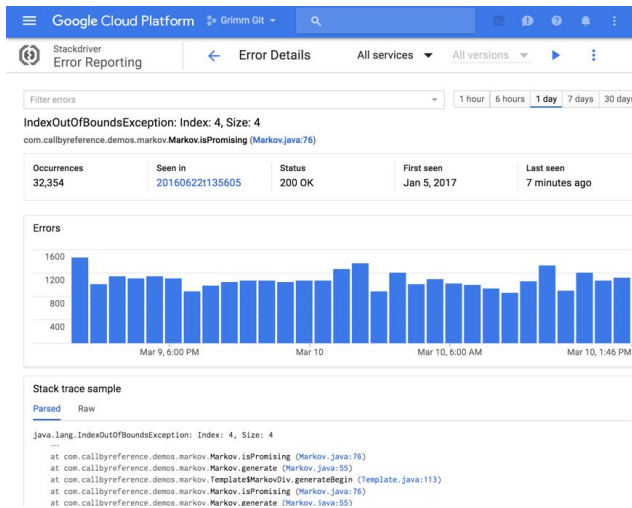 Google Cloud Platform Grimm Git
Stackdriver
Error Reporting
Error Details All services All versions
Filter errors 1 hour 6 hours 1 day 7 days 30 days
IndexOutOfBoundsException: Index: 4, Size: 4
com.callbyreference.demos.markov.Markov.isPromising (Markov.java:76)
Occurrences Seen in Status First seen Last seen
32,354 20160622t135605 200 OK Jan 5, 2017 7 minutes ago
Errors
1600
1200
800
400
Mar 9, 6:00 PM Mar 10 Mar 10, 6:00 AM Mar 10, 1:46 PM
Stack trace sample
Parsed Raw
java.lang.IndexOutOfBoundsException: Index: 4, Size: 4
...
at com.callbyreference.demos.markov.Markov.isPromising (Markov.java:76)
at com.callbyreference.demos.markov.Markov.generate (Markov.java:55)
at com.callbyreference.demos.markov.Template$MarkovDiv.generateBegin (Template.java:113)
at com.callbyreference.demos.markov.Markov.isPromising (Markov.java:76)
at com.callbyreference.demos.markov.Markov.generate (Markov.java:55)